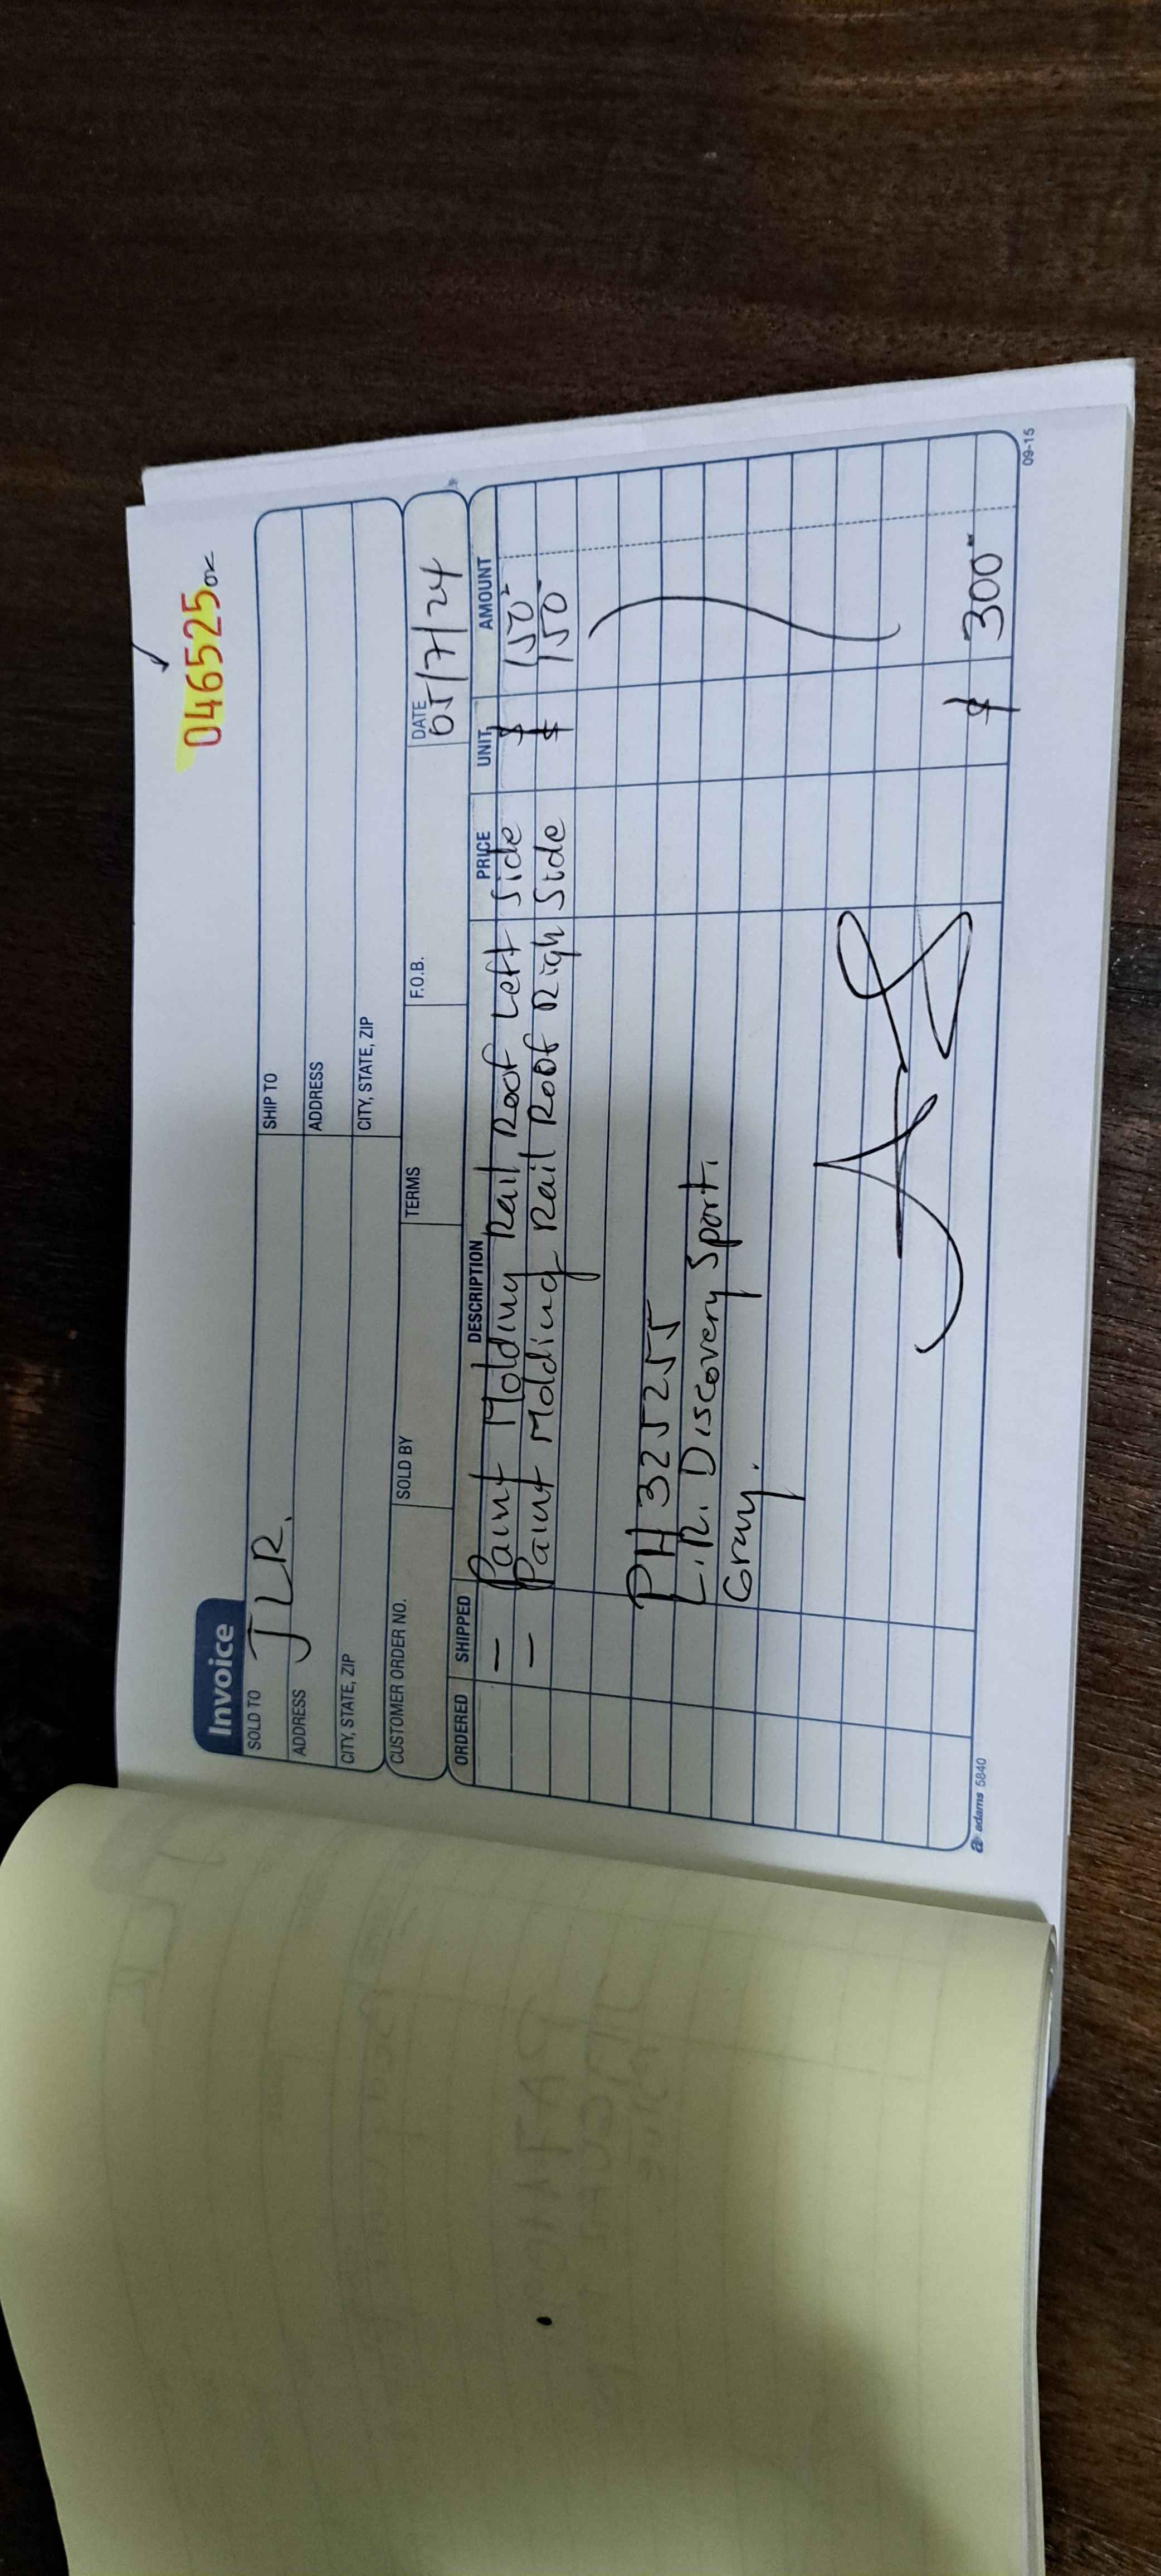 046525 ok
Invoice
SOLD TO JLR.
SHIP TO
ADDRESS
ADDRESS
CITY, STATE, ZIP
CITY, STATE, ZIP
CUSTOMER ORDER NO. SOLD BY TERMS F.O.B. DATE 05/7/24
ORDERED SHIPPED DESCRIPTION PRICE UNIT AMOUNT
— Paint Molding Rail Roof Left Side $ 150
— Paint Molding Rail Roof Righ Side $ 150
PH325255
L.R. Discovery Sport.
Gray.
$ 300
adams 5840
09-15